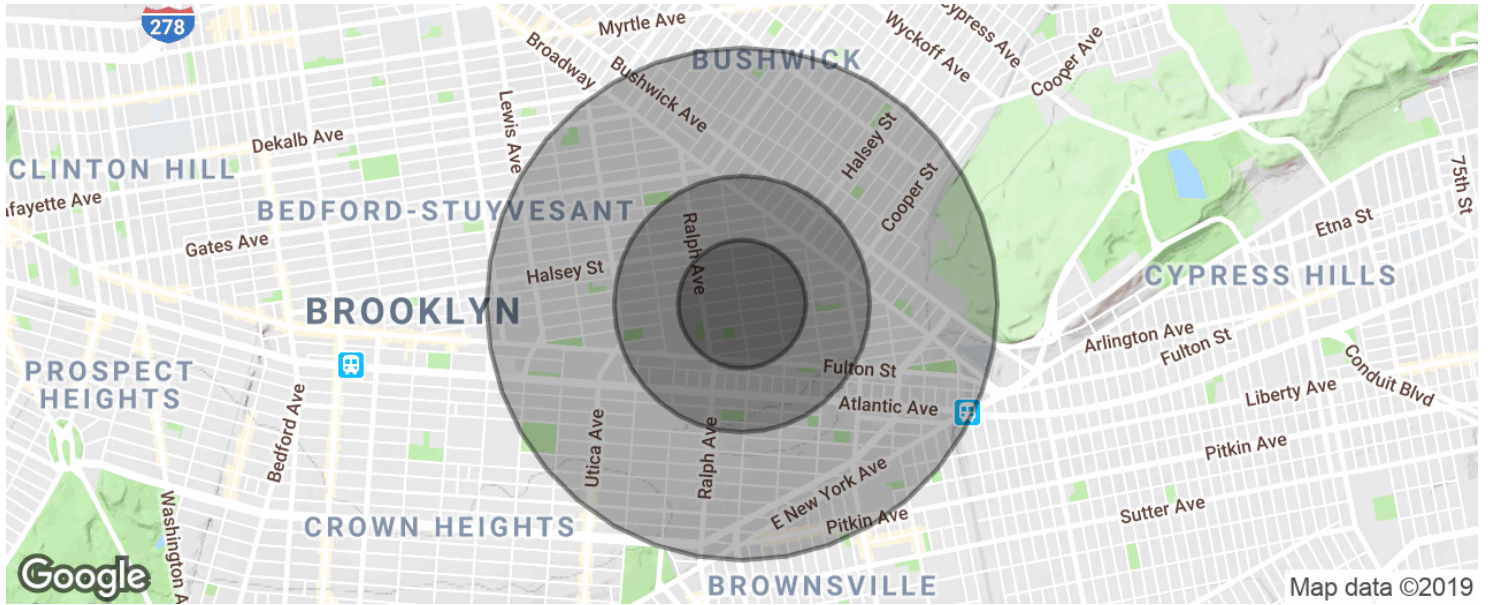 278
Myrtle Ave
Cypress Ave
Wyckoff Ave
Cooper Ave
Broadway
BUSHWICK
Bushwick Ave
Lewis Ave
Dekalb Ave
Halsey St
CLINTON HILL
75th St
afayette Ave
BEDFORD-STUYVESANT
Cooper St
Gates Ave
Ralph Ave
Etna St
Halsey St
CYPRESS HILLS
BROOKLYN
Arlington Ave
Fulton St
PROSPECT
HEIGHTS
Fulton St
Conduit Blvd
Bedford Ave
Atlantic Ave
Liberty Ave
Utica Ave
Ralph Ave
Pitkin Ave
E New York Ave
Washington A
CROWN HEIGHTS
Pitkin Ave
Sutter Ave
Google
BROWNSVILLE
Map data ©2019